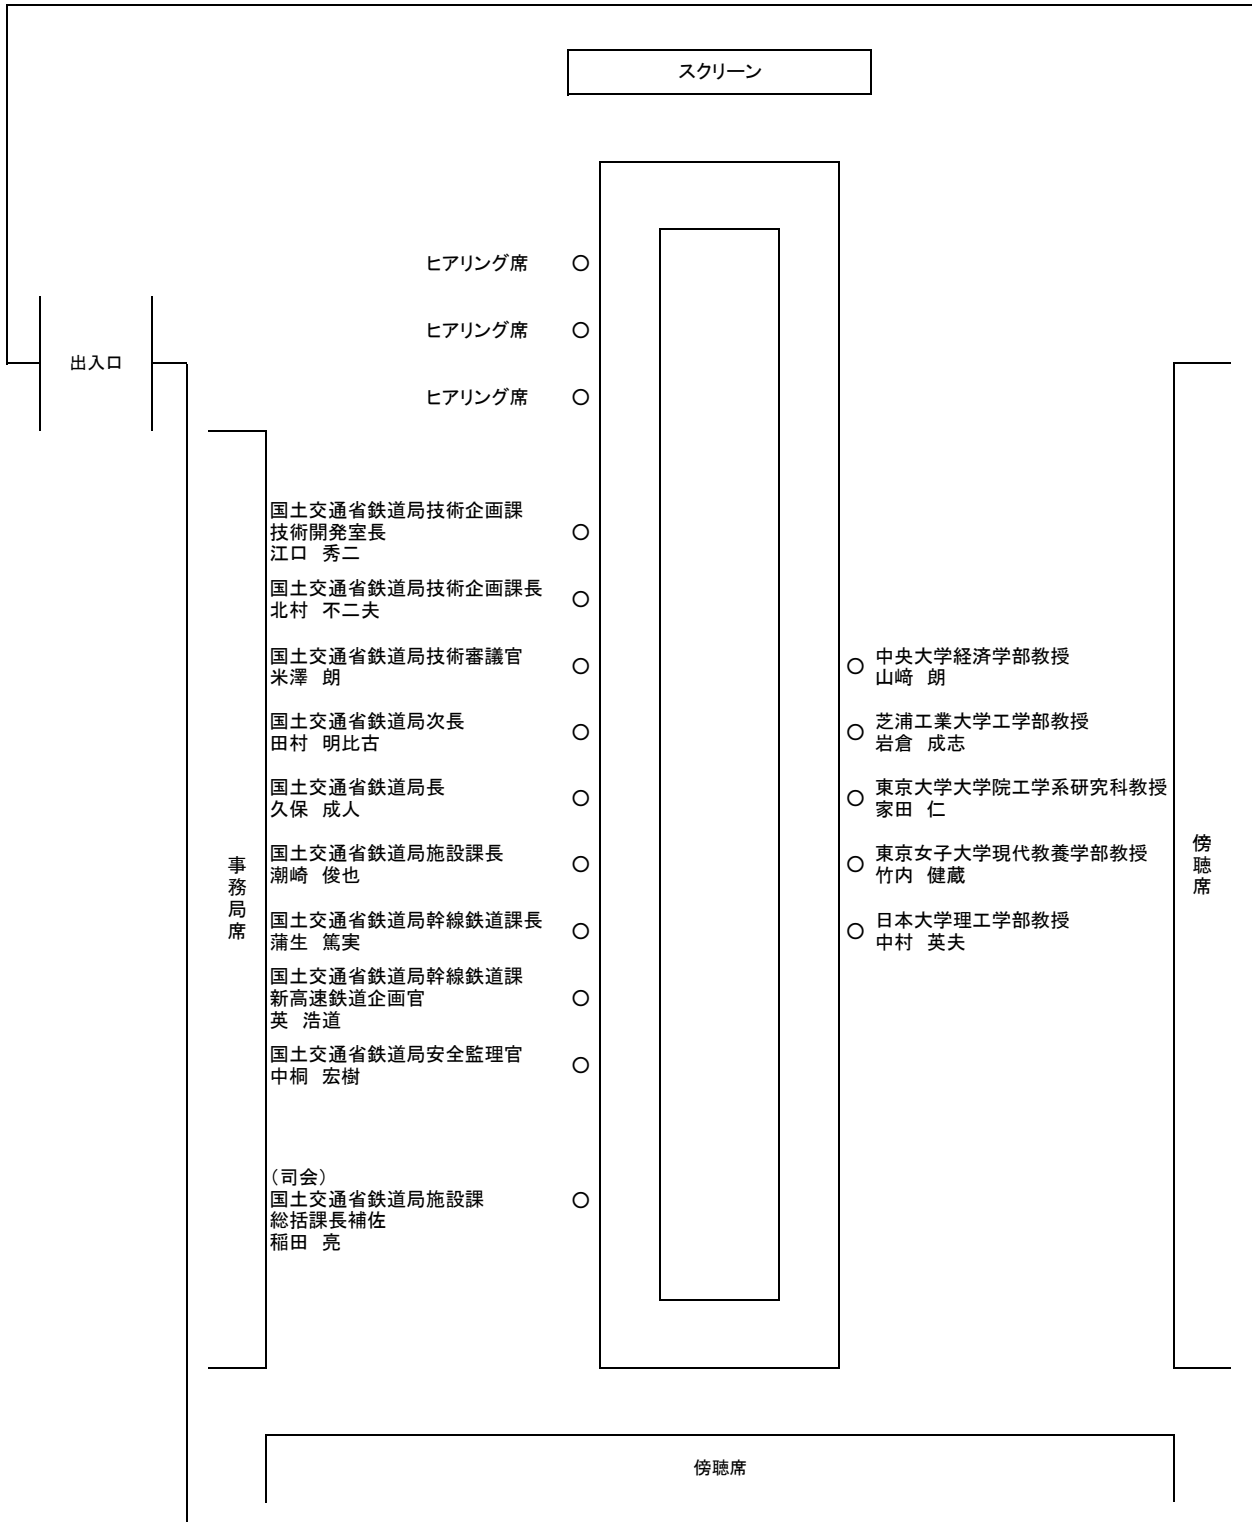 スクリーン
ヒアリング席
ヒアリング席
出入口
ヒアリング席
国土交通省鉄道局技術企画課
技術開発室長
江口 秀二
国土交通省鉄道局技術企画課長
北村 不二夫
国土交通省鉄道局技術審議官
米澤 朗
国土交通省鉄道局次長
田村 明比古
国土交通省鉄道局長
久保 成人
国土交通省鉄道局施設課長
潮崎 俊也
国土交通省鉄道局幹線鉄道課長
蒲生 篤実
国土交通省鉄道局幹線鉄道課
新高速鉄道企画官
英 浩道
国土交通省鉄道局安全監理官
中桐 宏樹
（司会）
国土交通省鉄道局施設課
総括課長補佐
稲田 亮
事務局席
中央大学経済学部教授
山﨑 朗
芝浦工業大学工学部教授
岩倉 成志
東京大学大学院工学系研究科教授
家田 仁
東京女子大学現代教養学部教授
竹内 健蔵
日本大学理工学部教授
中村 英夫
傍聴席
傍聴席